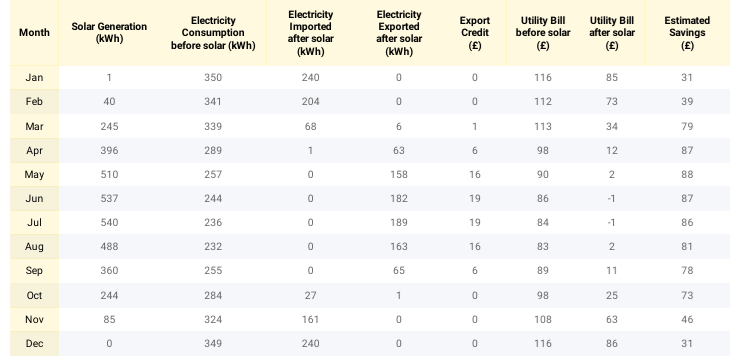 Month | Solar Generation (kWh) | Electricity Consumption before solar (kWh) | Electricity Imported after solar (kWh) | Electricity Exported after solar (kWh) | Export Credit (£) | Utility Bill before solar (£) | Utility Bill after solar (£) | Estimated Savings (£)
Jan | 1 | 350 | 240 | 0 | 0 | 116 | 85 | 31
Feb | 40 | 341 | 204 | 0 | 0 | 112 | 73 | 39
Mar | 245 | 339 | 68 | 6 | 1 | 113 | 34 | 79
Apr | 396 | 289 | 1 | 63 | 6 | 98 | 12 | 87
May | 510 | 257 | 0 | 158 | 16 | 90 | 2 | 88
Jun | 537 | 244 | 0 | 182 | 19 | 86 | -1 | 87
Jul | 540 | 236 | 0 | 189 | 19 | 84 | -1 | 86
Aug | 488 | 232 | 0 | 163 | 16 | 83 | 2 | 81
Sep | 360 | 255 | 0 | 65 | 6 | 89 | 11 | 78
Oct | 244 | 284 | 27 | 1 | 0 | 98 | 25 | 73
Nov | 85 | 324 | 161 | 0 | 0 | 108 | 63 | 46
Dec | 0 | 349 | 240 | 0 | 0 | 116 | 86 | 31